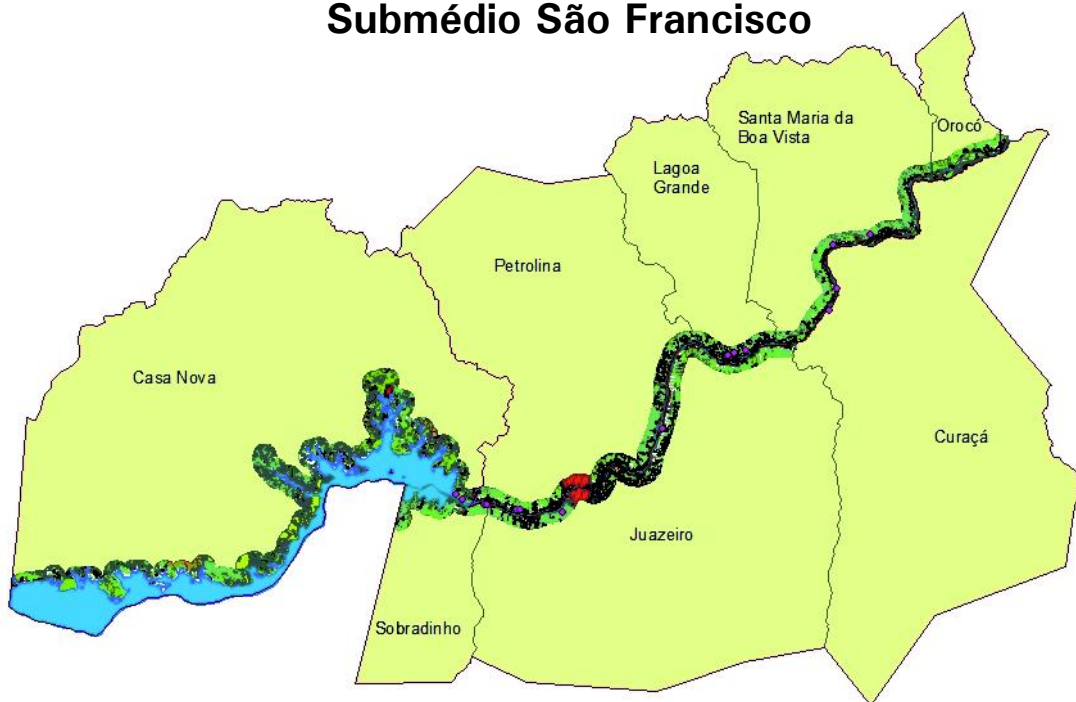 Submédio São Francisco
Santa Maria da
Boa Vista
Orocó
Lagoa
Grande
Petrolina
Casa Nova
Curaçá
Juazeiro
Sobradinho